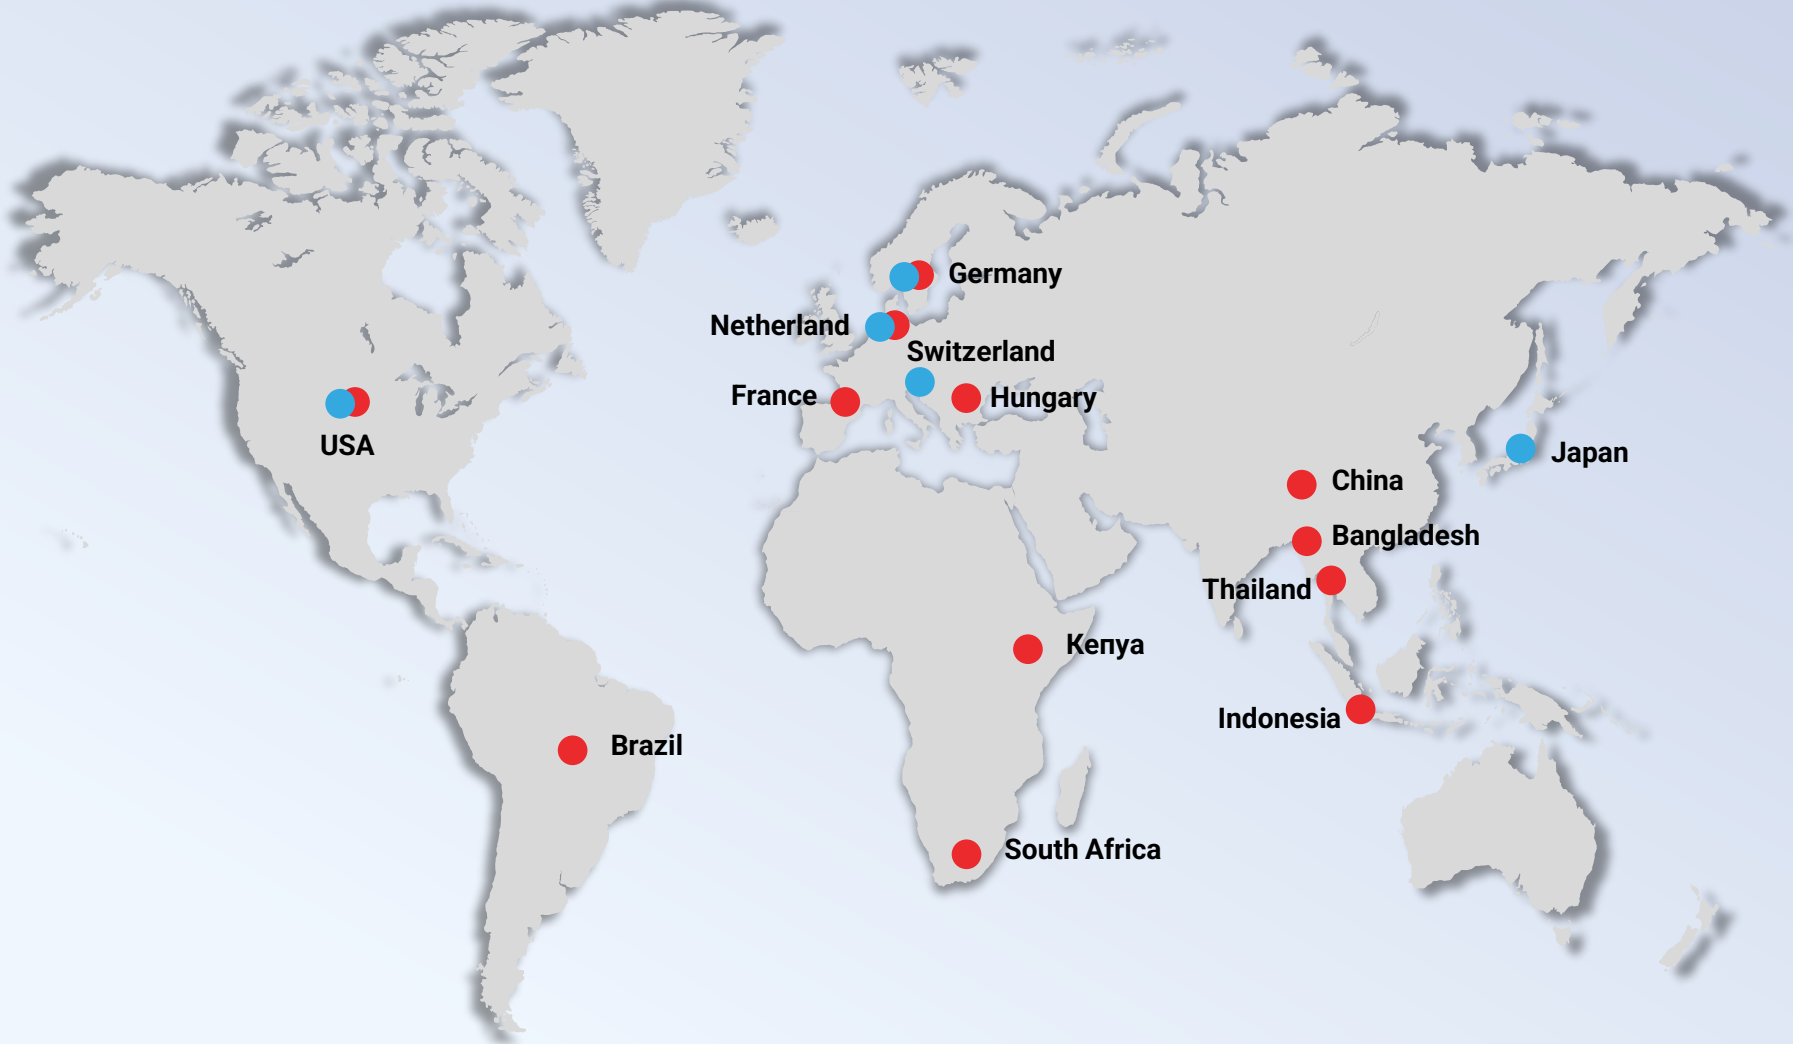 Germany
Netherland
Switzerland
France
Hungary
USA
Japan
China
Bangladesh
Thailand
Kenya
Indonesia
Brazil
South Africa